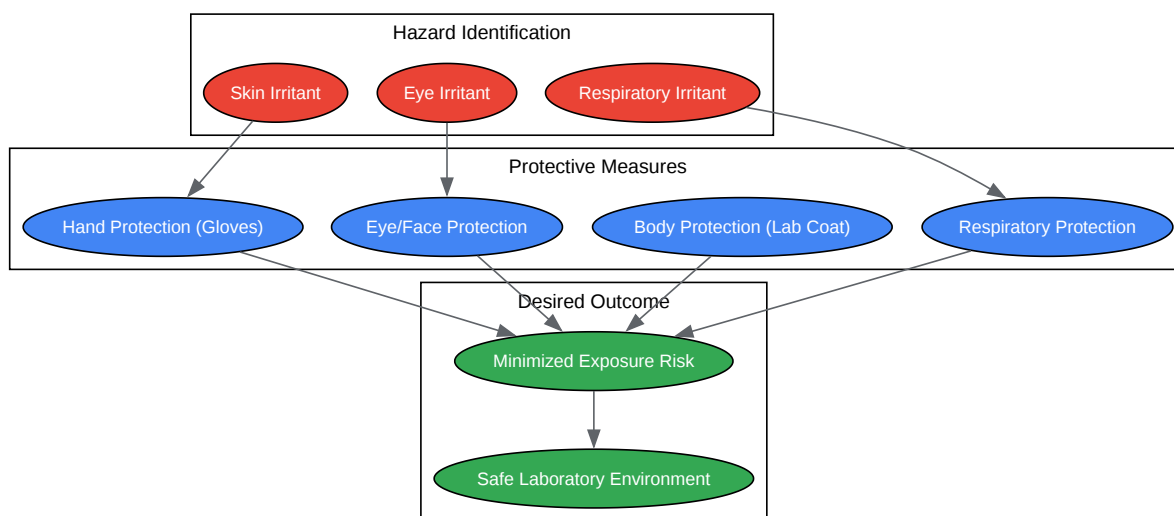 Hazard Identification
Skin Irritant
Eye Irritant
Respiratory Irritant
Protective Measures
Hand Protection (Gloves)
Eye/Face Protection
Body Protection (Lab Coat)
Respiratory Protection
Desired Outcome
Minimized Exposure Risk
Safe Laboratory Environment